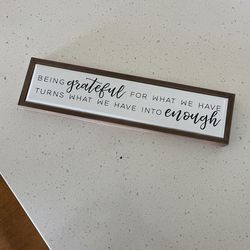 BEING grateful FOR WHAT WE HAVE
TURNS WHAT WE HAVE INTO enough